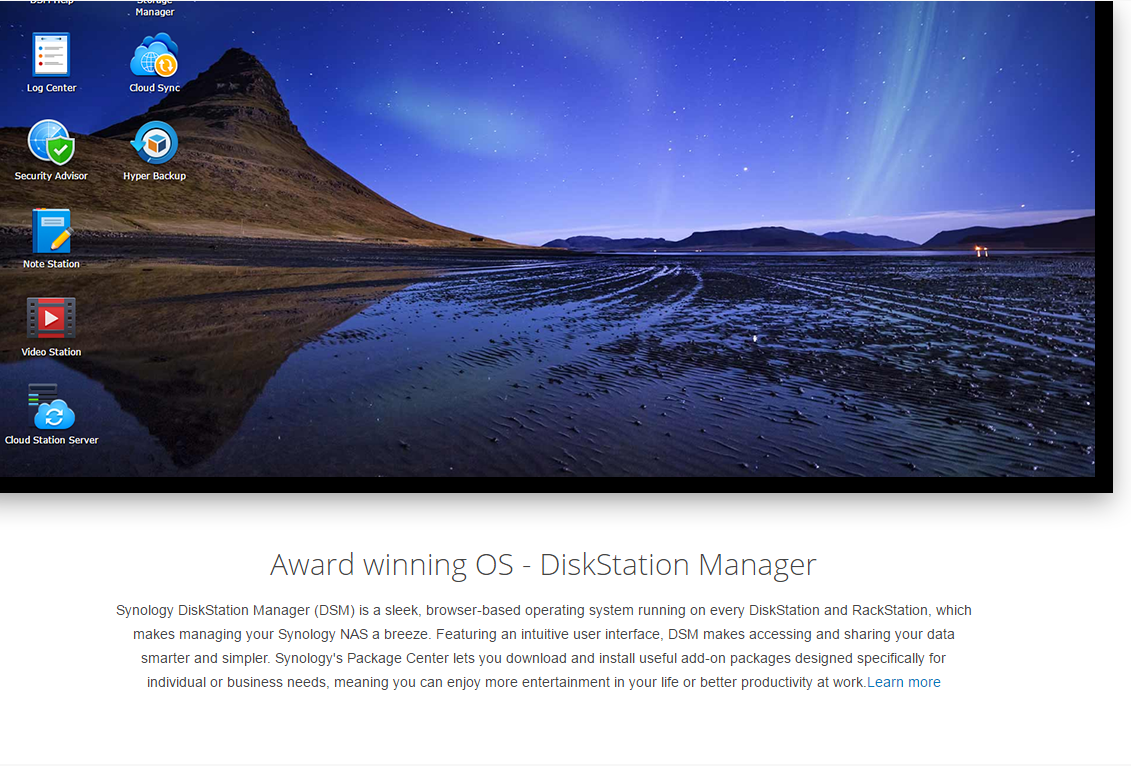 DSM Help
Storage
Manager
Log Center
Cloud Sync
Security Advisor
Hyper Backup
Note Station
Video Station
Cloud Station Server
Award winning OS - DiskStation Manager
Synology DiskStation Manager (DSM) is a sleek, browser-based operating system running on every DiskStation and RackStation, which
makes managing your Synology NAS a breeze. Featuring an intuitive user interface, DSM makes accessing and sharing your data
smarter and simpler. Synology's Package Center lets you download and install useful add-on packages designed specifically for
individual or business needs, meaning you can enjoy more entertainment in your life or better productivity at work.Learn more